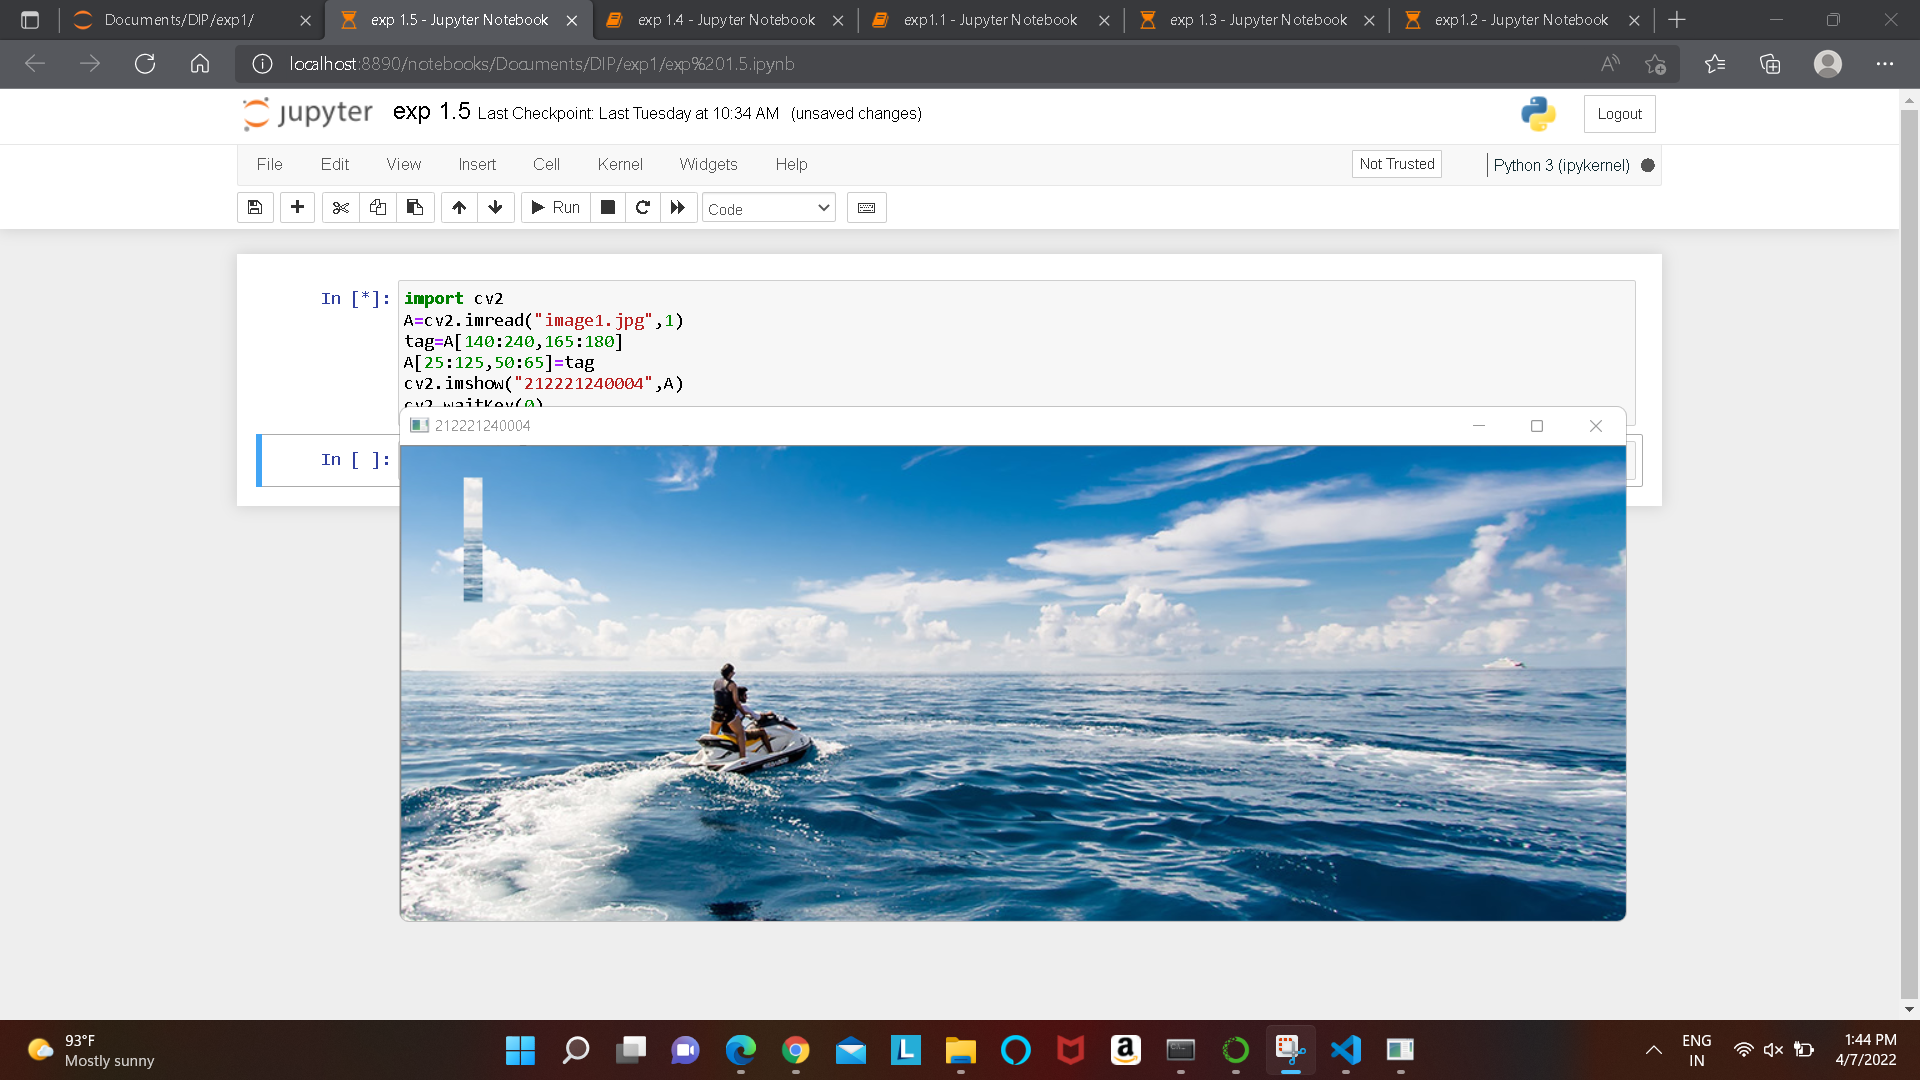 Documents/DIP/exp1/
exp 1.5 - Jupyter Notebook
exp 1.4 - Jupyter Notebook
exp1.1 - Jupyter Notebook
exp 1.3 - Jupyter Notebook
exp1.2 - Jupyter Notebook
localhost:8890/notebooks/Documents/DIP/exp1/exp%201.5.ipynb
jupyter exp 1.5 Last Checkpoint: Last Tuesday at 10:34 AM (unsaved changes)
Logout
File Edit View Insert Cell Kernel Widgets Help
Not Trusted
Python 3 (ipykernel)
Run
Code
In [*]:
import cv2
A=cv2.imread("image1.jpg",1)
tag=A[140:240,165:180]
A[25:125,50:65]=tag
cv2.imshow("212221240004",A)
cv2.waitKey(0)
212221240004
In [ ]:
93°F
Mostly sunny
ENG
IN
1:44 PM
4/7/2022